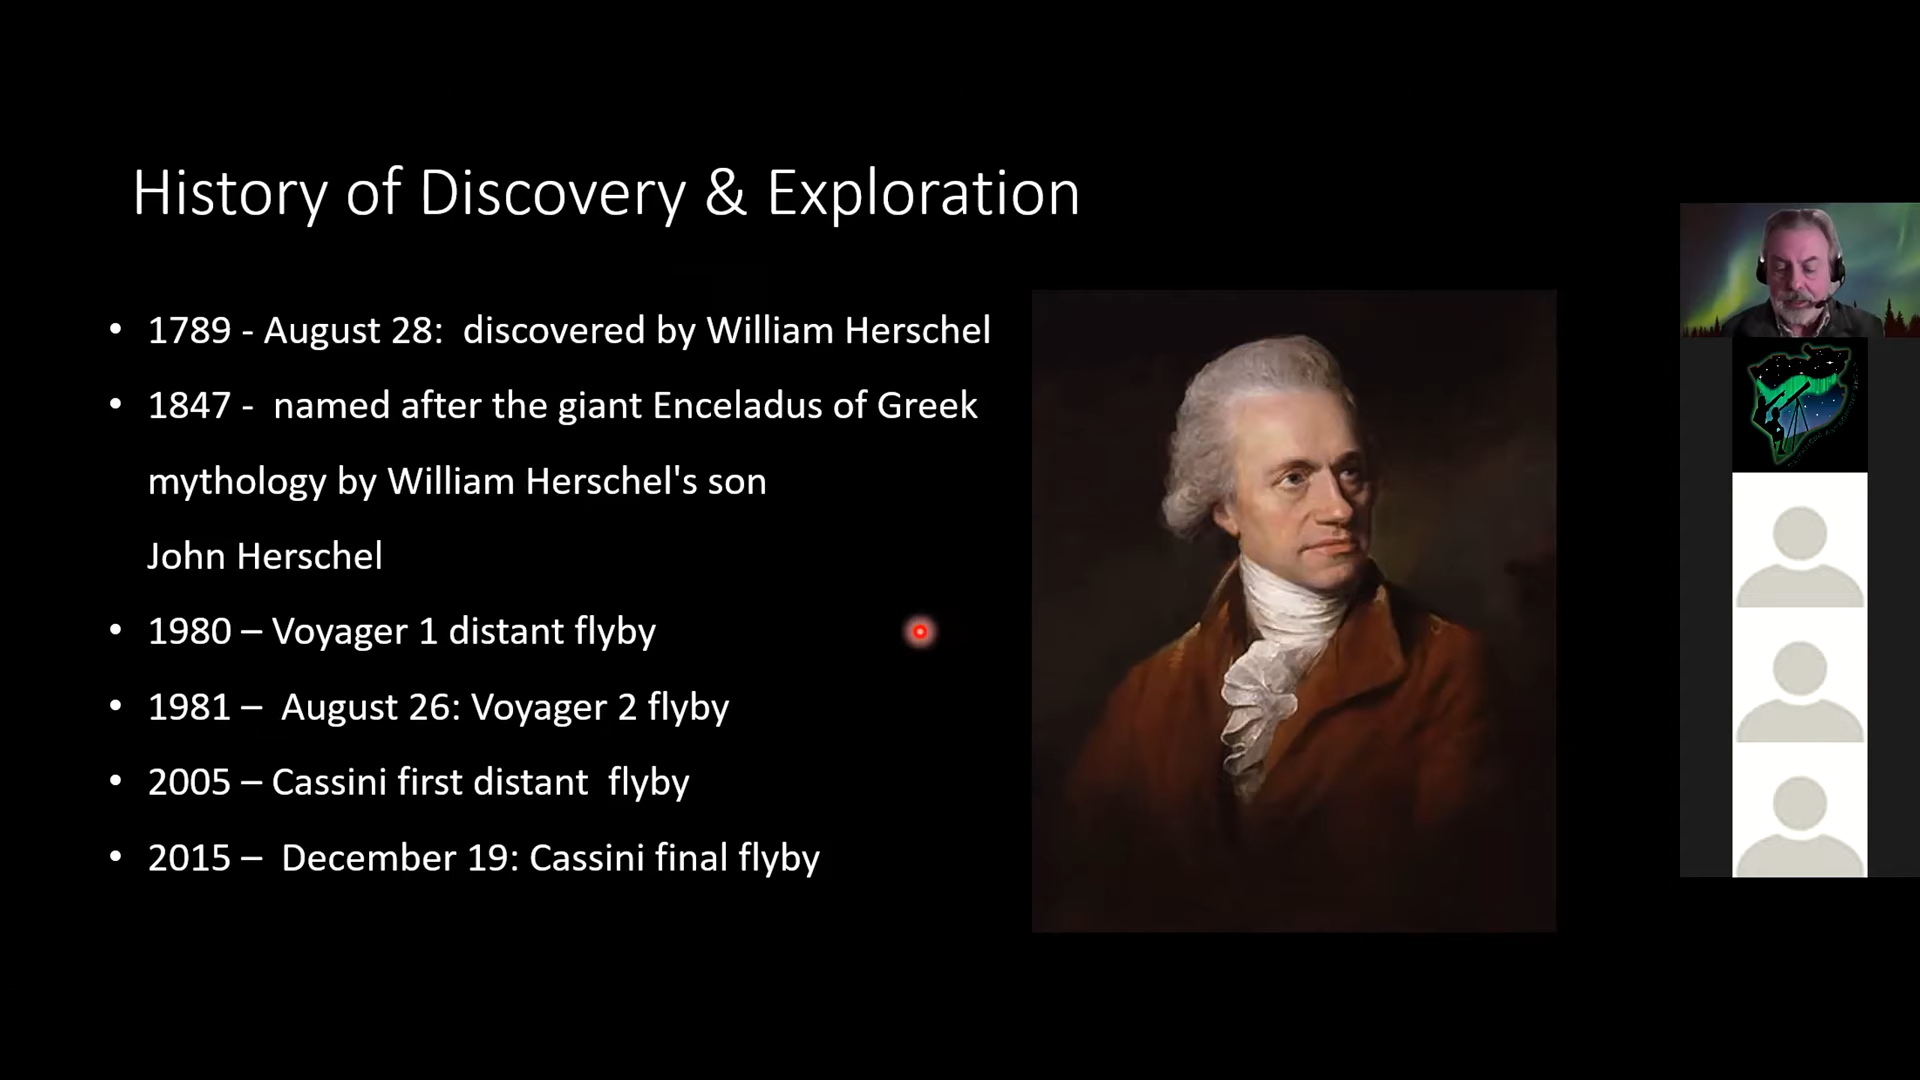 History of Discovery & Exploration
• 1789 - August 28:  discovered by William Herschel
• 1847 -  named after the giant Enceladus of Greek
mythology by William Herschel's son
John Herschel
• 1980 – Voyager 1 distant flyby
• 1981 –  August 26: Voyager 2 flyby
• 2005 – Cassini first distant  flyby
• 2015 –  December 19: Cassini final flyby